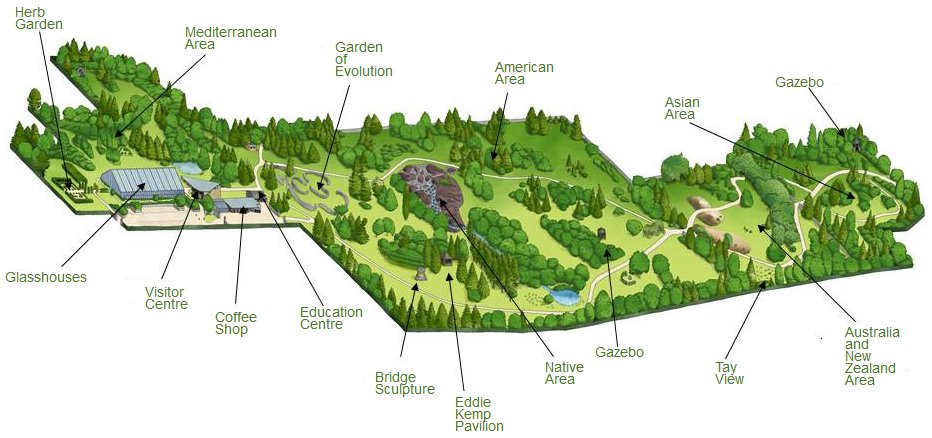 Herb
Garden
Mediterranean
Area
Garden
of
Evolution
American
Area
Gazebo
Asian
Area
Glasshouses
Visitor
Centre
Coffee
Shop
Education
Centre
Bridge
Sculpture
Eddie
Kemp
Pavilion
Native
Area
Gazebo
Tay
View
Australia
and
New
Zealand
Area